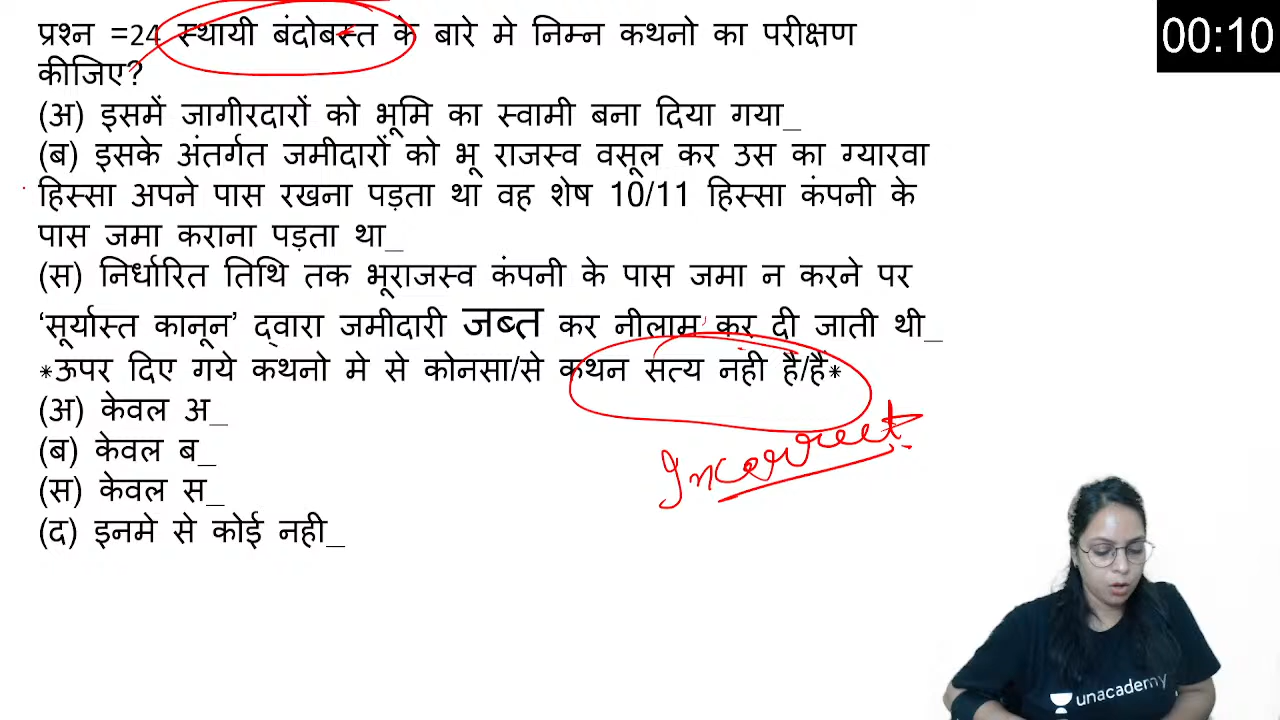 प्रश्न =24 स्थायी बंदोबस्त के बारे मे निम्न कथनो का परीक्षण
कीजिए?
(अ) इसमें जागीरदारों को भूमि का स्वामी बना दिया गया_
(ब) इसके अंतर्गत जमीदारों को भू राजस्व वसूल कर उस का ग्यारवा
हिस्सा अपने पास रखना पड़ता था वह शेष 10/11 हिस्सा कंपनी के
पास जमा कराना पड़ता था_
(स) निर्धारित तिथि तक भूराजस्व कंपनी के पास जमा न करने पर
‘सूर्यास्त कानून’ द्वारा जमीदारी जब्त कर नीलाम कर दी जाती थी_
*ऊपर दिए गये कथनो मे से कोनसा/से कथन सत्य नही है/हैं*
(अ) केवल अ_
(ब) केवल ब_
(स) केवल स_
(द) इनमे से कोई नही_
Incorrect
00:10
unacademy